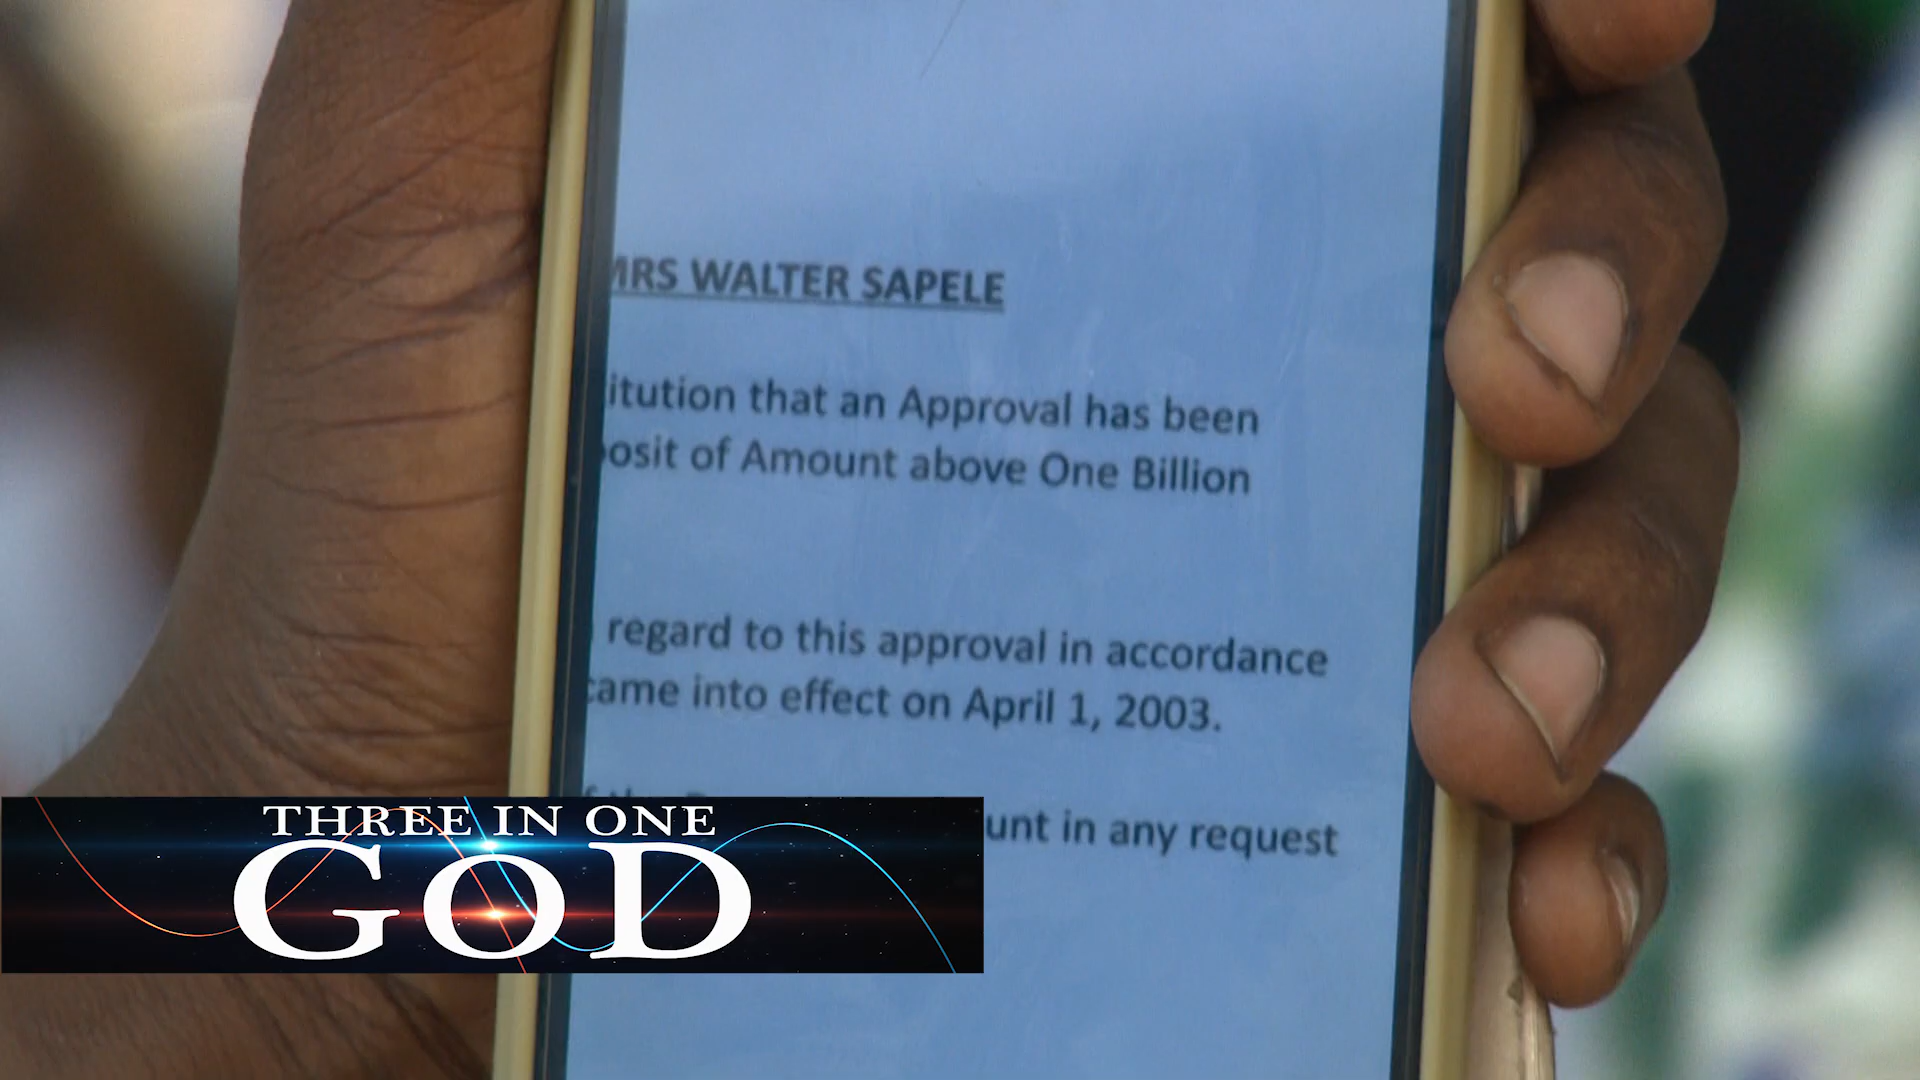 MRS WALTER SAPELE
itution that an Approval has been
posit of Amount above One Billion
regard to this approval in accordance
came into effect on April 1, 2003.
unt in any request
THREE IN ONE
GOD